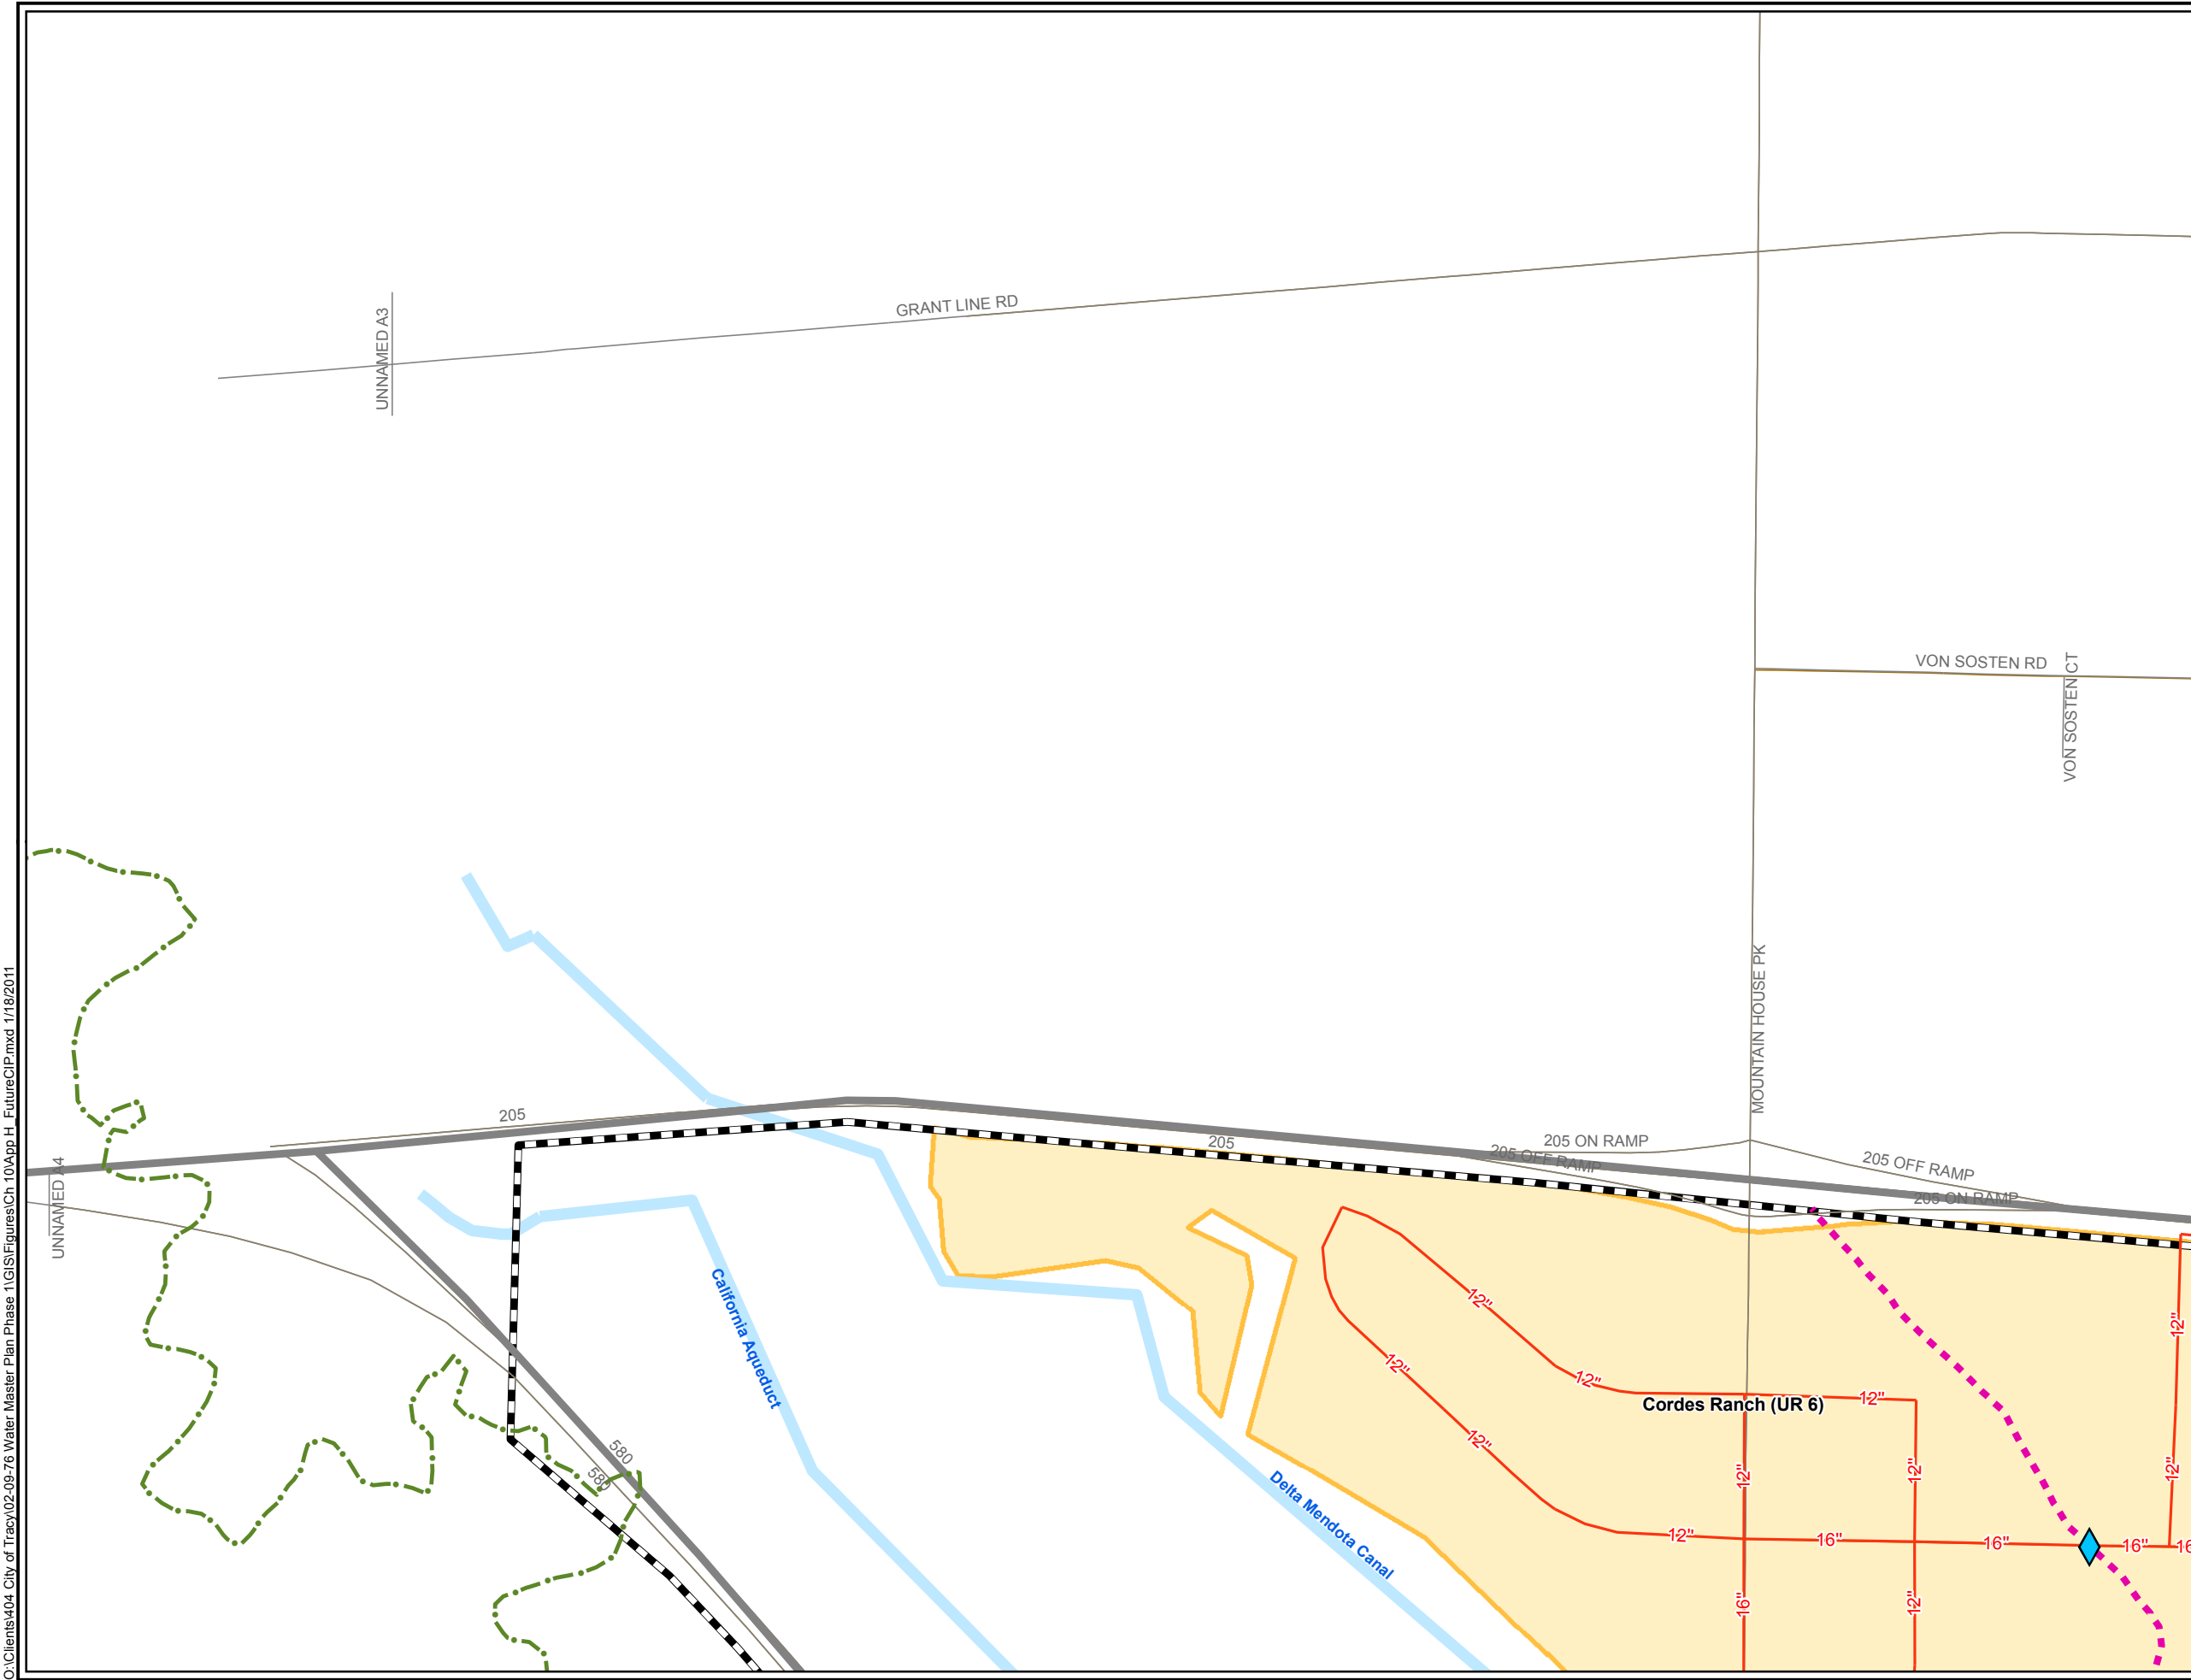 GRANT LINE RD
UNNAMED A3
VON SOSTEN RD
VON SOSTEN CT
MOUNTAIN HOUSE PK
205
205
205 ON RAMP
205 OFF RAMP
205 OFF RAMP
205 ON RAMP
UNNAMED A4
California Aqueduct
12"
12"
12"
12"
12"
Cordes Ranch (UR 6)
12"
580
580
12"
12"
12"
12"
Delta Mendota Canal
12"
16"
16"
16"
16
16"
12"
O:\Clients\404 City of Tracy\02-09-76 Water Master Plan Phase 1\GIS\Figures\Ch 10\App H_FutureCIP.mxd 1/18/2011